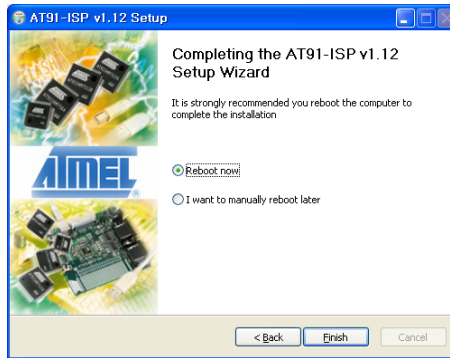 AT91-ISP v1.12 Setup
Completing the AT91-ISP v1.12
Setup Wizard
It is strongly recommended you reboot the computer to
complete the installation
Reboot now
I want to manually reboot later
ATMEL
< Back
Finish
Cancel